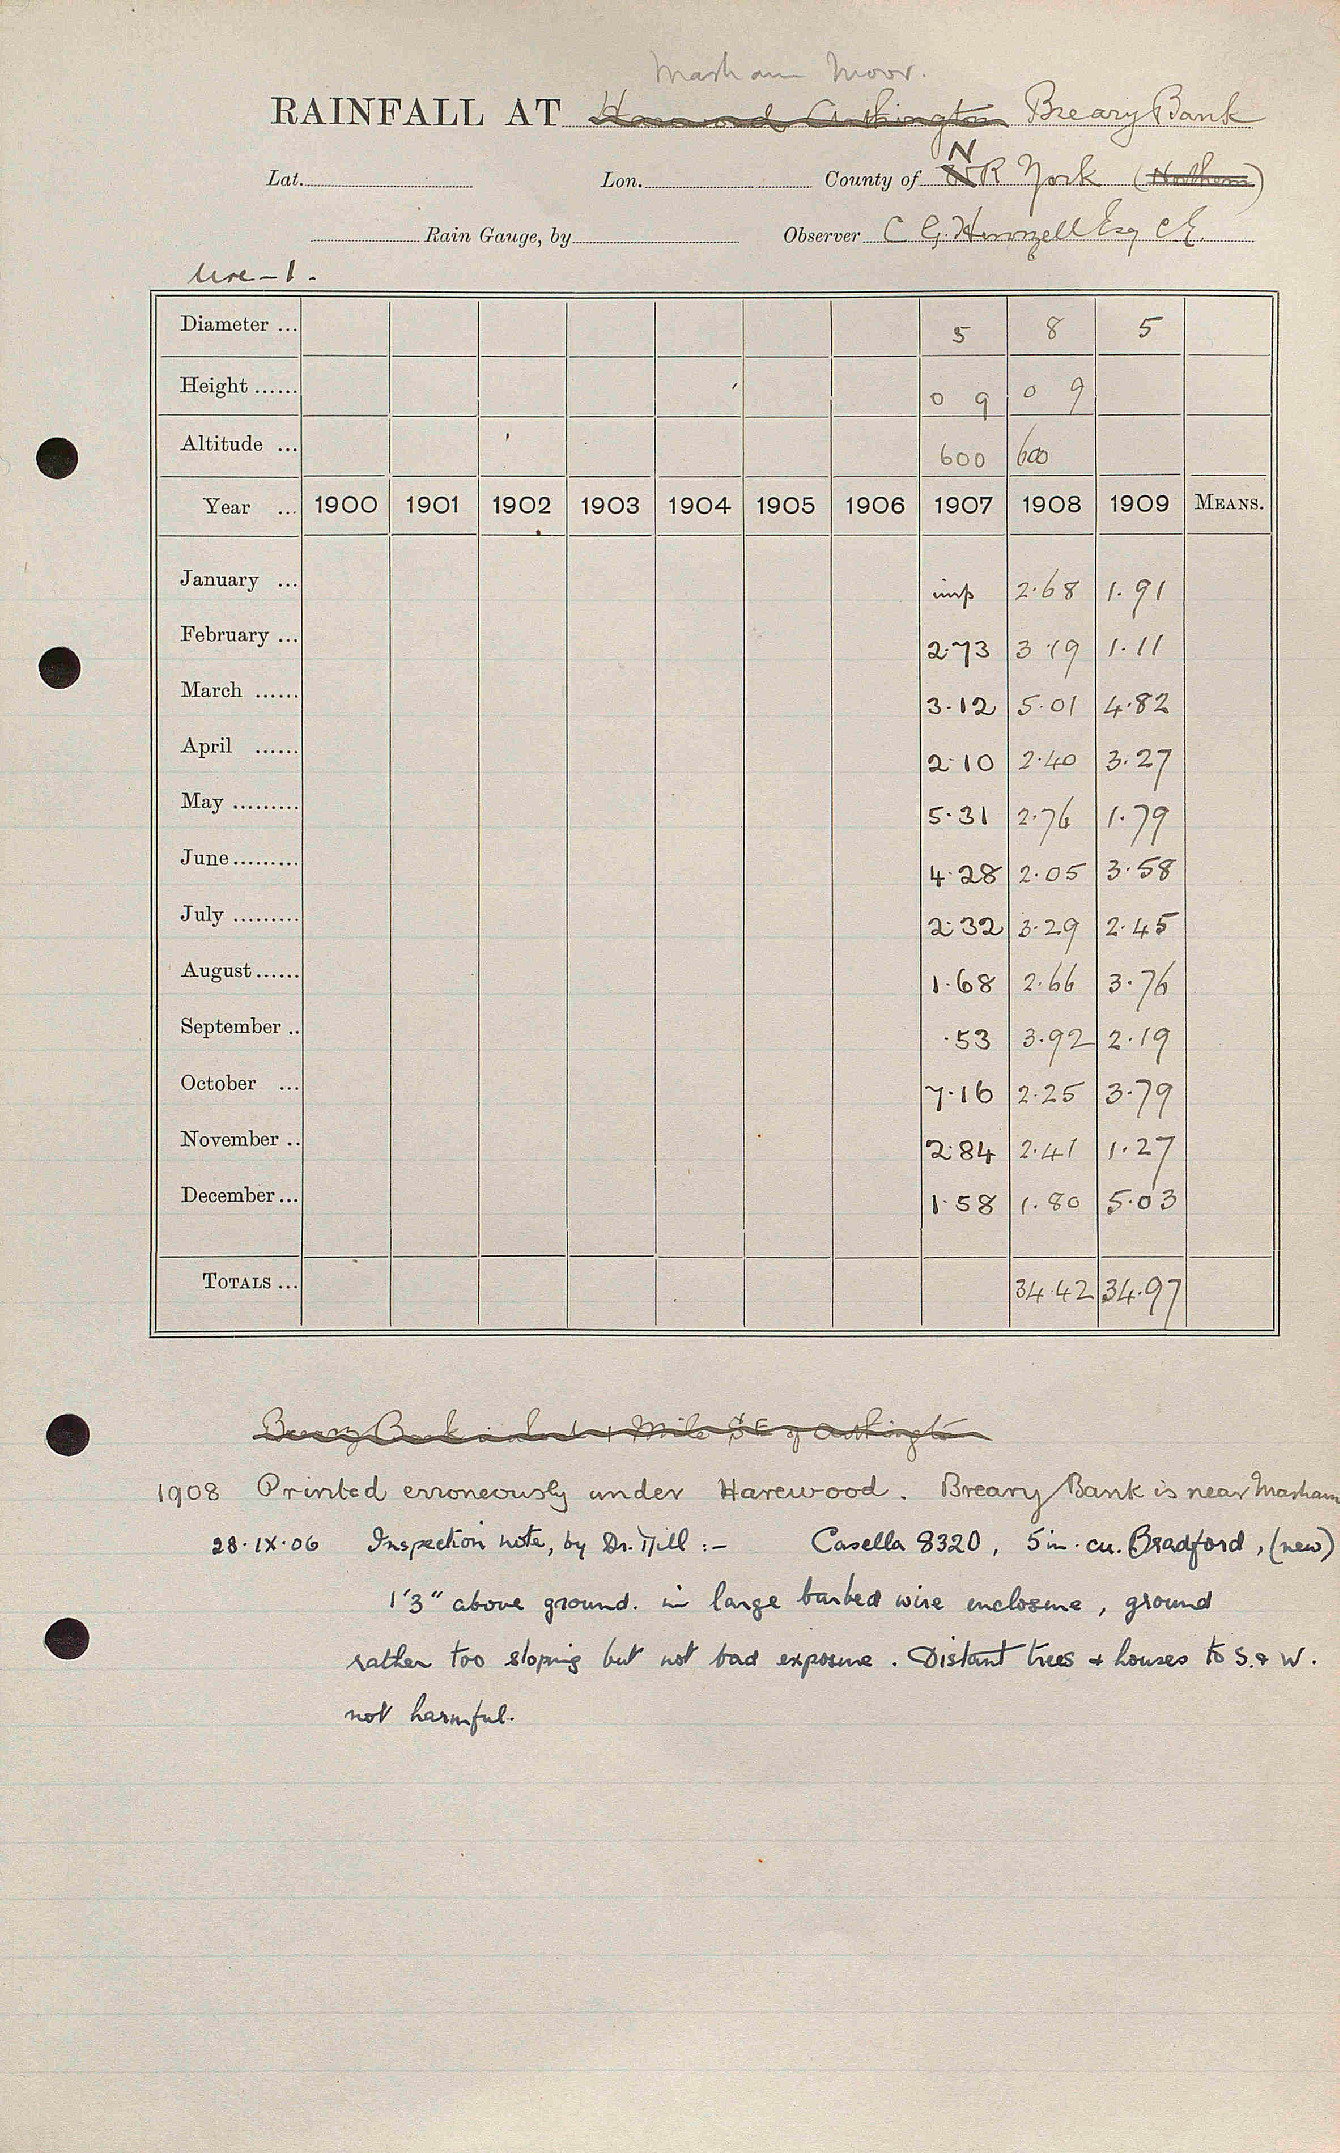 Masham Moor.
RAINFALL AT Harewood Arthington Breary Bank
Lat. Lon. County of N R York (Northern)
Rain Gauge, by Observer C G. Esq C.E.
Ure - 1 .
Diameter ... 5 8 5
Height ...... 0 9 0 9
Altitude ... 600 600
Year ... 1900 1901 1902 1903 1904 1905 1906 1907 1908 1909 MEANS.
January ... imp 2.68 1.91
February ... 2.73 3.19 1.11
March ...... 3.12 5.01 4.82
April ...... 2.10 2.40 3.27
May ......... 5.31 2.76 1.79
June ......... 4.28 2.05 3.58
July ......... 2.32 3.29 2.45
August ...... 1.68 2.66 3.76
September .. .53 3.92 2.19
October ... 7.16 2.25 3.79
November .. 2.84 2.41 1.27
December ... 1.58 1.80 5.03
TOTALS ... 34.42 34.97
Breary Bank is about 1 Mile SE of Arthington
1908 Printed erroneously under Harewood. Breary Bank is near Masham
28.IX.06 Inspection note, by Dr. Mill :- Casella 8320, 5 in. cu. Bradford, (new)
1'3" above ground. in large barbed wire enclosure, ground
rather too sloping but not bad exposure. Distant trees + houses to S. & W.
not harmful.